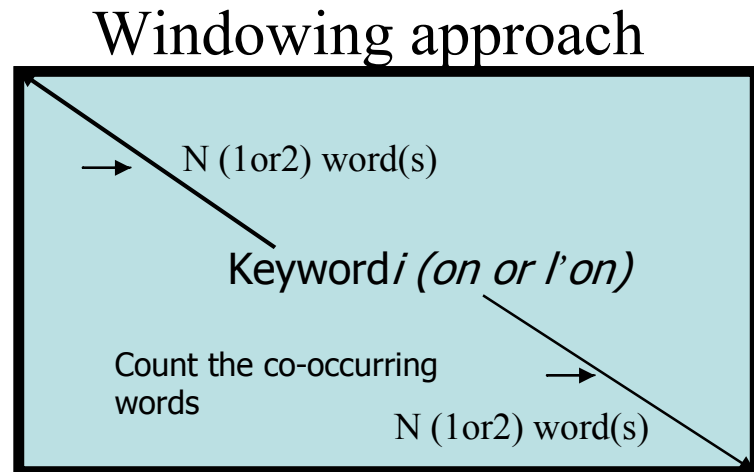 Windowing approach
N (1or2) word(s)
Keywordi (on or l’on)
Count the co-occurring
words
N (1or2) word(s)